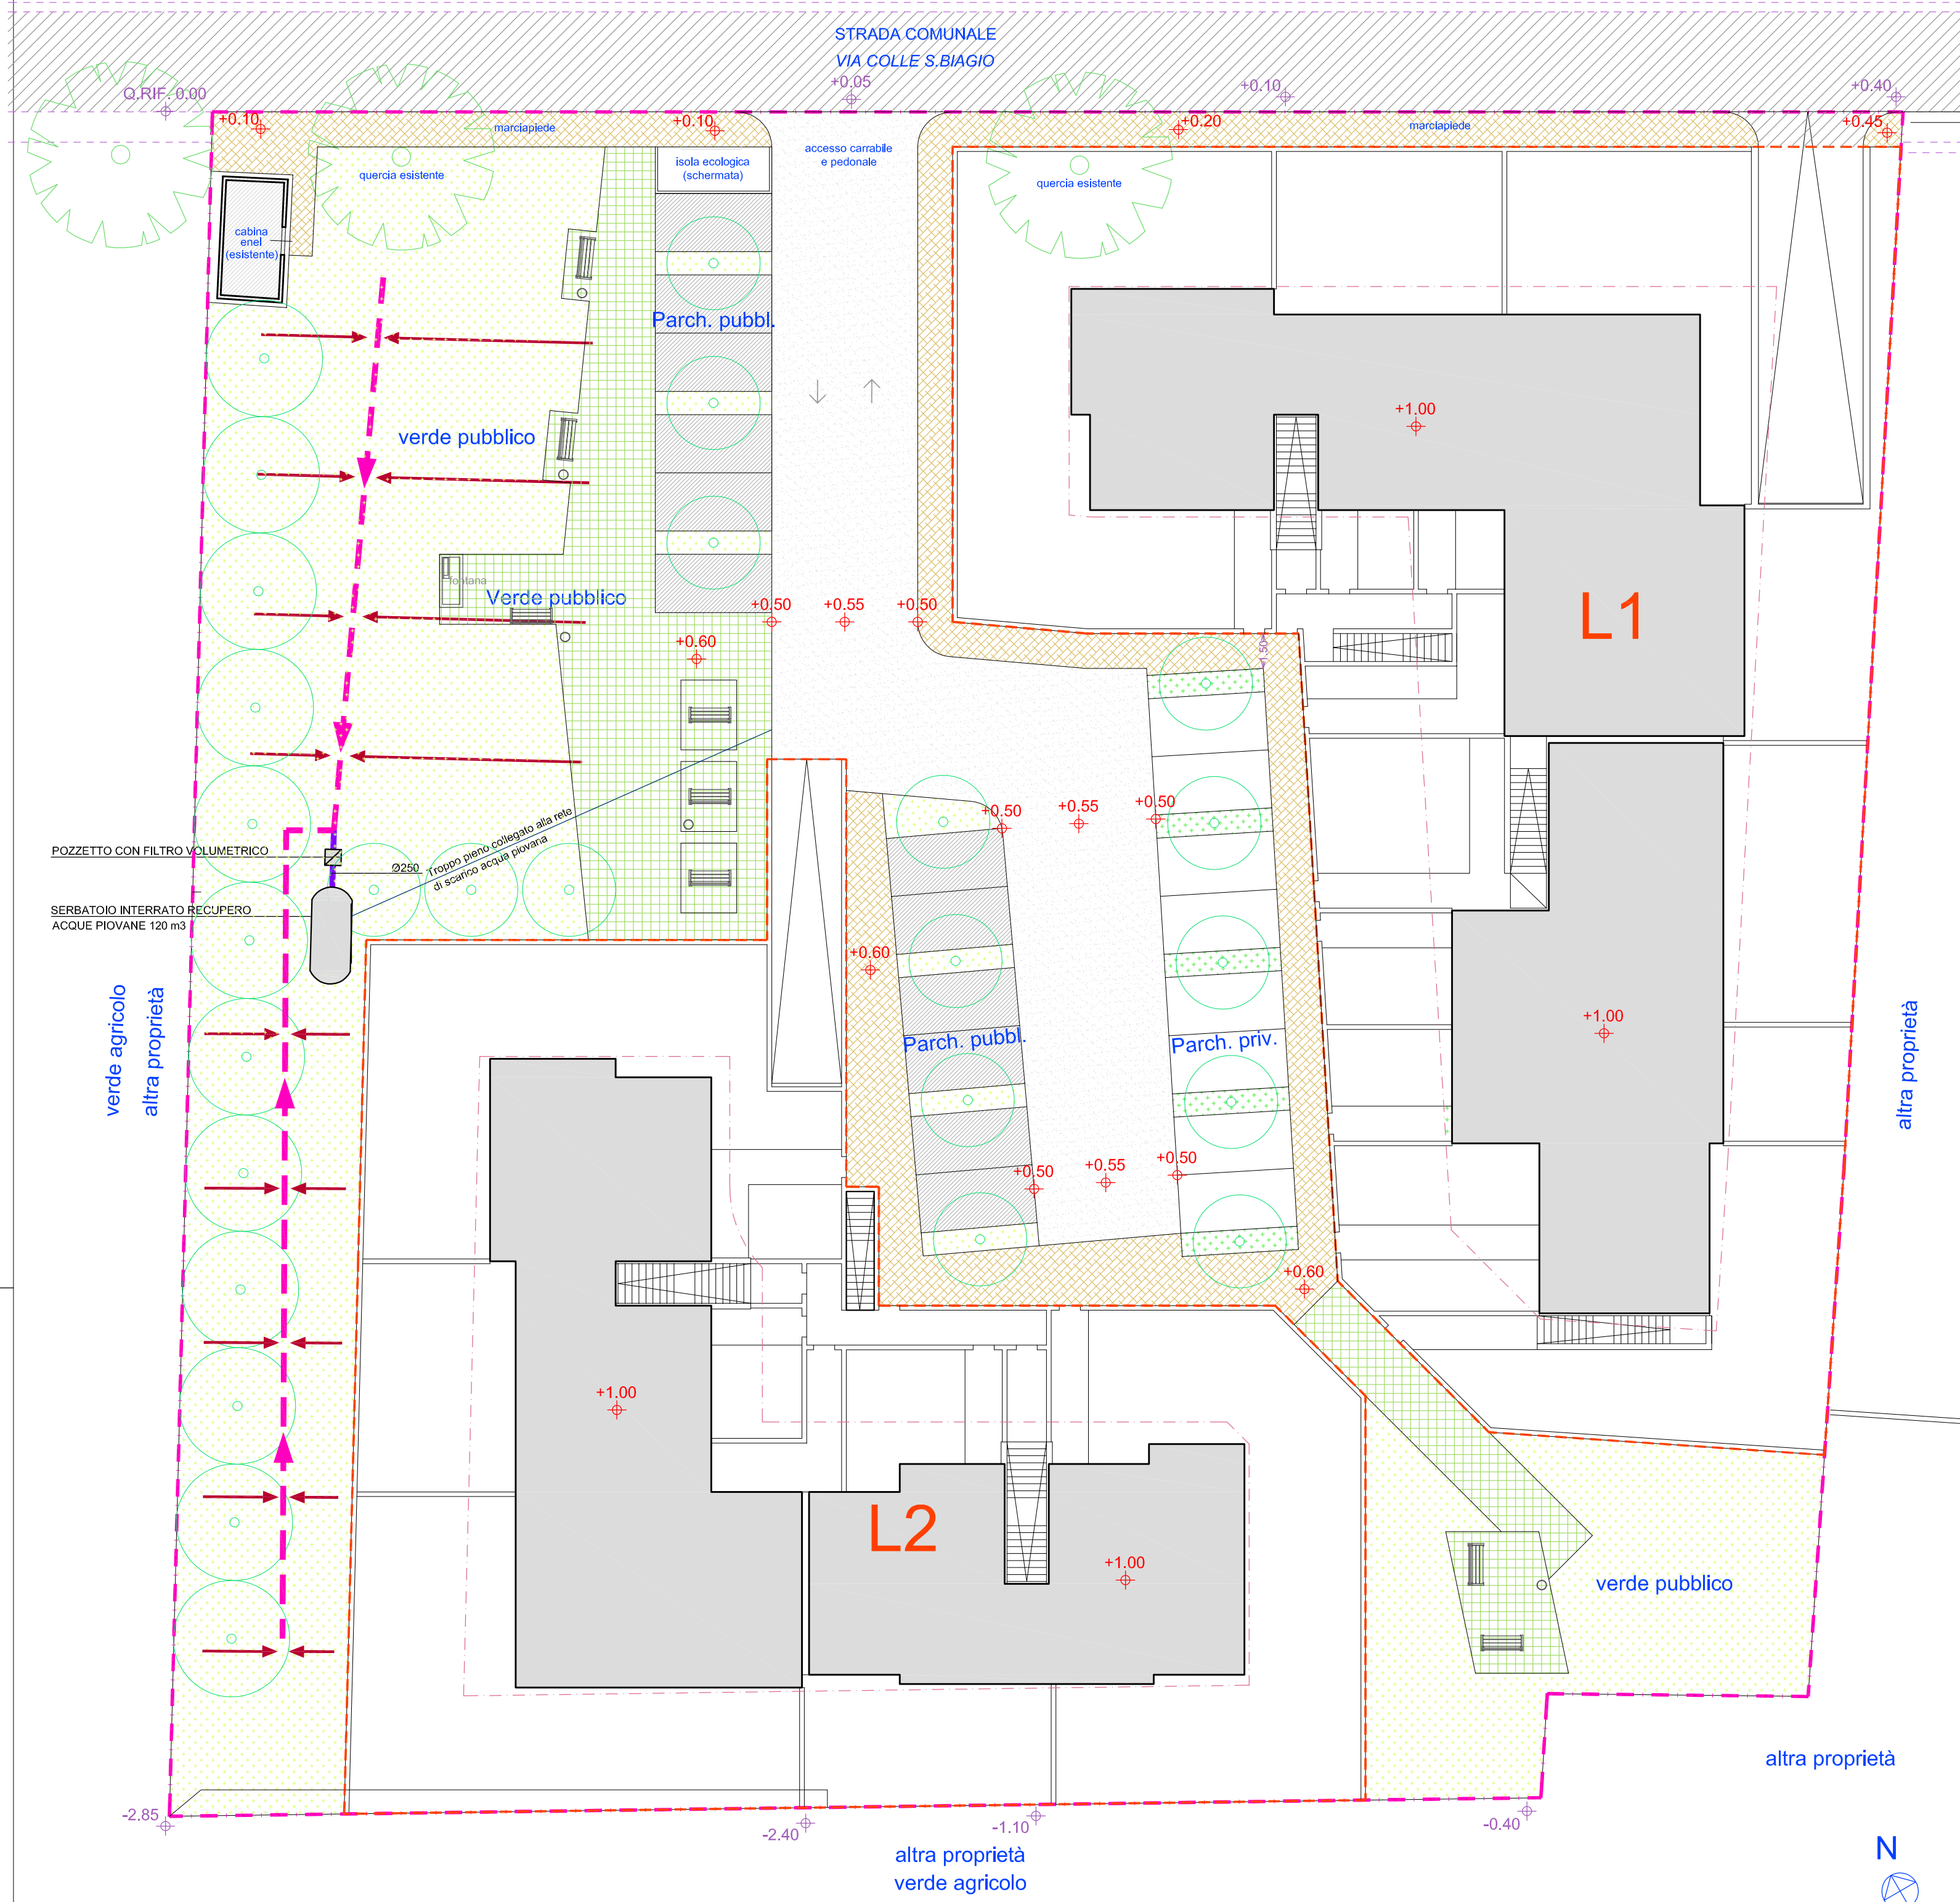 STRADA COMUNALE
VIA COLLE S.BIAGIO
+0.05
Q.RIF. 0.00
+0.10
+0.40
+0.10
marciapiede
+0.10
+0.20
marciapiede
+0.45
accesso carrabile
e pedonale
isola ecologica
(schermata)
quercia esistente
quercia esistente
cabina
enel
(esistente)
Parch. pubbl.
verde pubblico
+1.00
fontana
Verde pubblico
+0.50
+0.55
+0.50
L1
+0.60
1.50
+0.50
+0.55
+0.50
POZZETTO CON FILTRO VOLUMETRICO
Ø250
Troppo pieno collegato alla rete
di scarico acqua piovana
SERBATOIO INTERRATO RECUPERO
ACQUE PIOVANE 120 m3
+0.60
verde agricolo
altra proprietà
Parch. pubbl.
Parch. priv.
+1.00
altra proprietà
+0.50
+0.55
+0.50
+0.60
+1.00
L2
+1.00
verde pubblico
altra proprietà
-2.85
-2.40
-1.10
-0.40
altra proprietà
verde agricolo
N